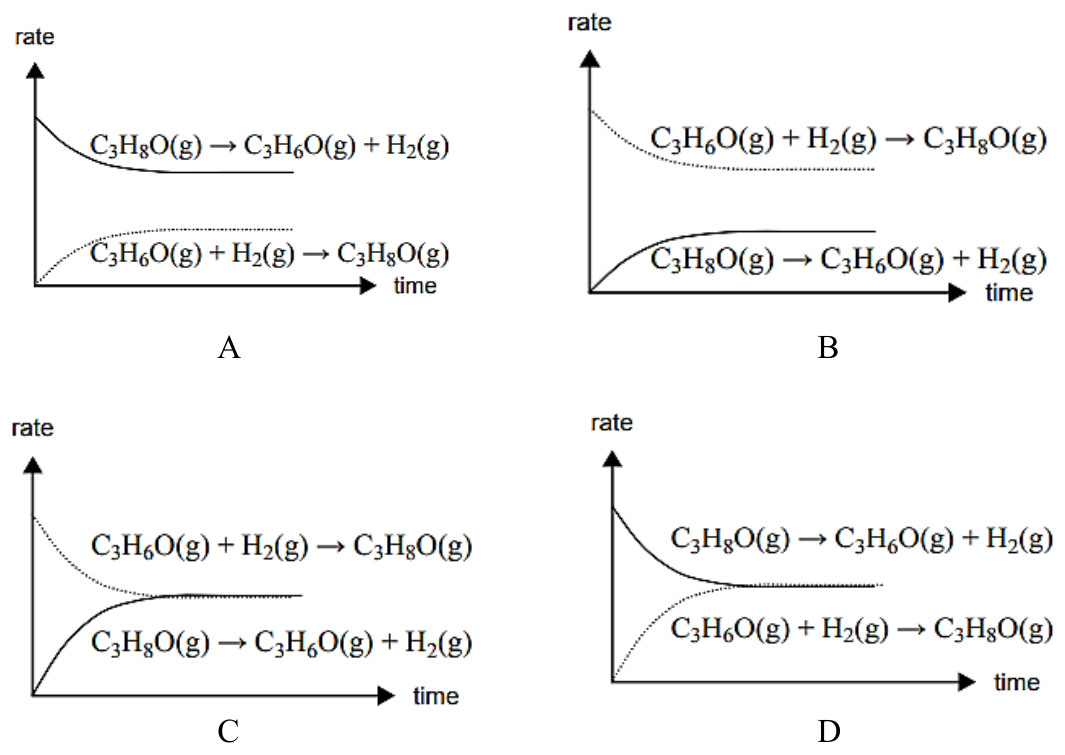 rate
C₃H₈O(g) → C₃H₆O(g) + H₂(g)
C₃H₆O(g) + H₂(g) → C₃H₈O(g)
time
A
rate
C₃H₆O(g) + H₂(g) → C₃H₈O(g)
C₃H₈O(g) → C₃H₆O(g) + H₂(g)
time
B
rate
C₃H₆O(g) + H₂(g) → C₃H₈O(g)
C₃H₈O(g) → C₃H₆O(g) + H₂(g)
time
C
rate
C₃H₈O(g) → C₃H₆O(g) + H₂(g)
C₃H₆O(g) + H₂(g) → C₃H₈O(g)
time
D